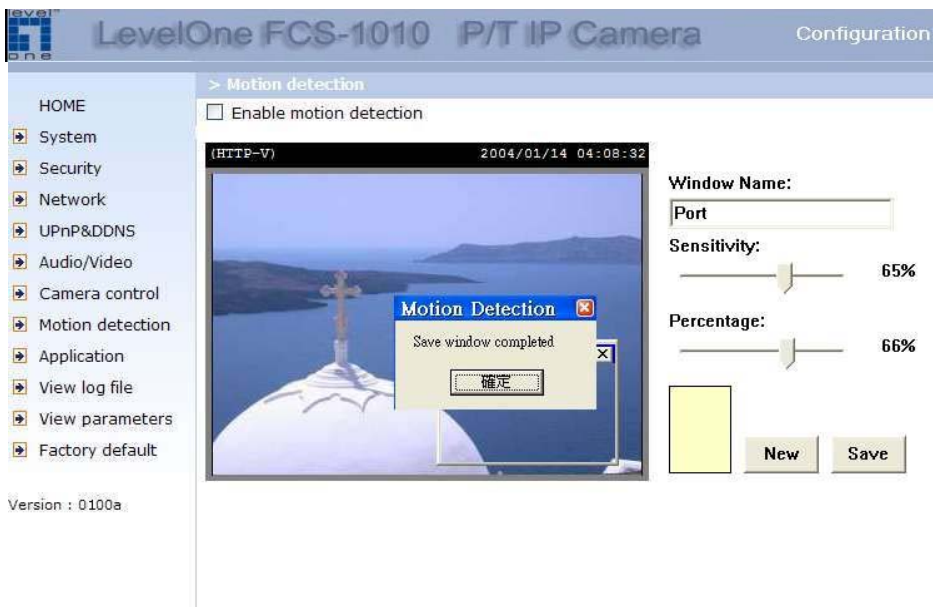 level one
LevelOne FCS-1010 P/T IP Camera
Configuration
> Motion detection
HOME
System
Security
Network
UPnP&DDNS
Audio/Video
Camera control
Motion detection
Application
View log file
View parameters
Factory default
Version : 0100a
Enable motion detection
(HTTP-V) 2004/01/14 04:08:32
Motion Detection
Save window completed
確定
Window Name:
Port
Sensitivity:
65%
Percentage:
66%
New Save